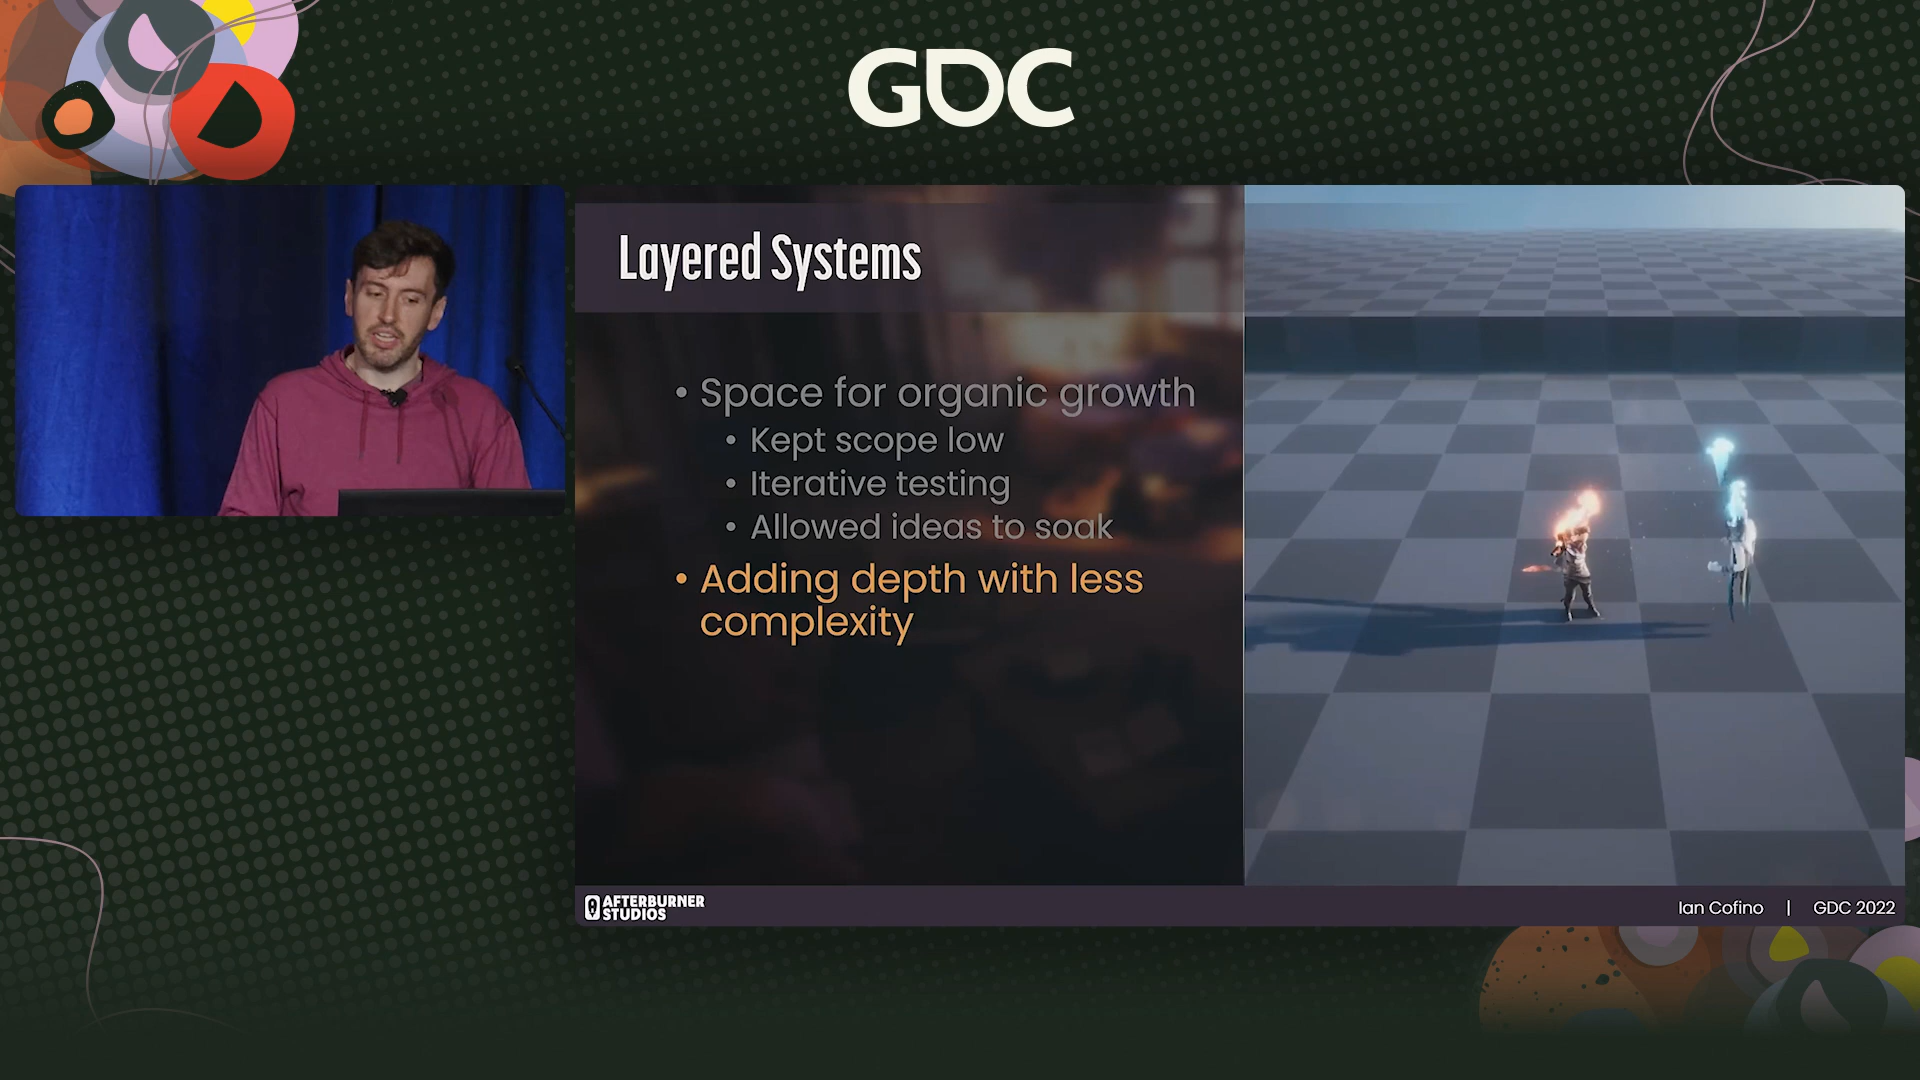 GDC
Layered Systems
• Space for organic growth
• Kept scope low
• Iterative testing
• Allowed ideas to soak
• Adding depth with less
complexity
AFTERBURNER
STUDIOS
Ian Cofino | GDC 2022